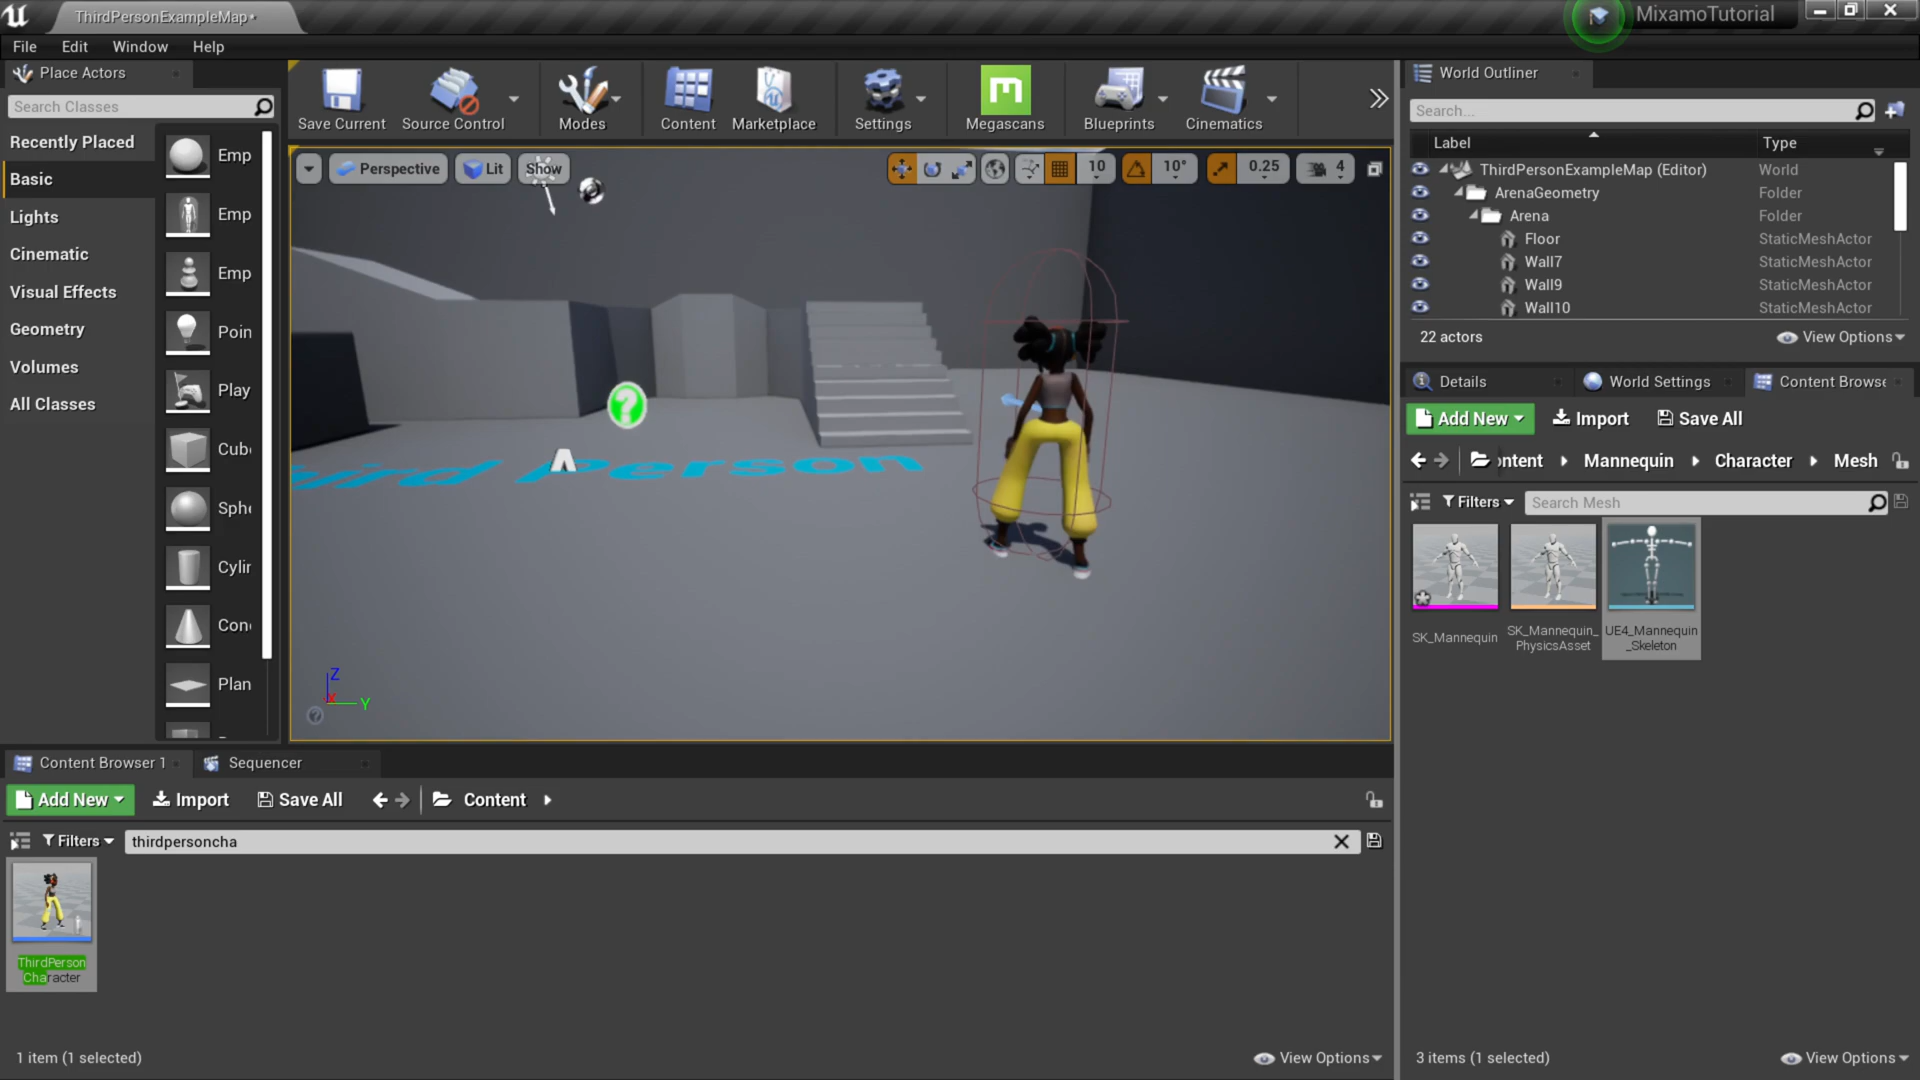 ThirdPersonExampleMap•
MixamoTutorial
File Edit Window Help
Place Actors
Search Classes
Recently Placed
Basic
Lights
Cinematic
Visual Effects
Geometry
Volumes
All Classes
Emp
Emp
Emp
Poin
Play
Cub
Sphe
Cylin
Con
Plan
Save Current
Source Control
Modes
Content
Marketplace
Settings
Megascans
Blueprints
Cinematics
Perspective
Lit
Show
10
10°
0.25
4
Person
Z
X
Y
World Outliner
Search...
Label Type
ThirdPersonExampleMap (Editor) World
ArenaGeometry Folder
Arena Folder
Floor StaticMeshActor
Wall7 StaticMeshActor
Wall9 StaticMeshActor
Wall10 StaticMeshActor
22 actors
View Options
Details
World Settings
Content Browse
Add New Import Save All
ontent Mannequin Character Mesh
Filters
Search Mesh
SK_Mannequin
SK_Mannequin_
PhysicsAsset
UE4_Mannequin
_Skeleton
3 items (1 selected)
View Options
Content Browser 1
Sequencer
Add New Import Save All
Content
Filters
thirdpersoncha
ThirdPerson
Character
1 item (1 selected)
View Options